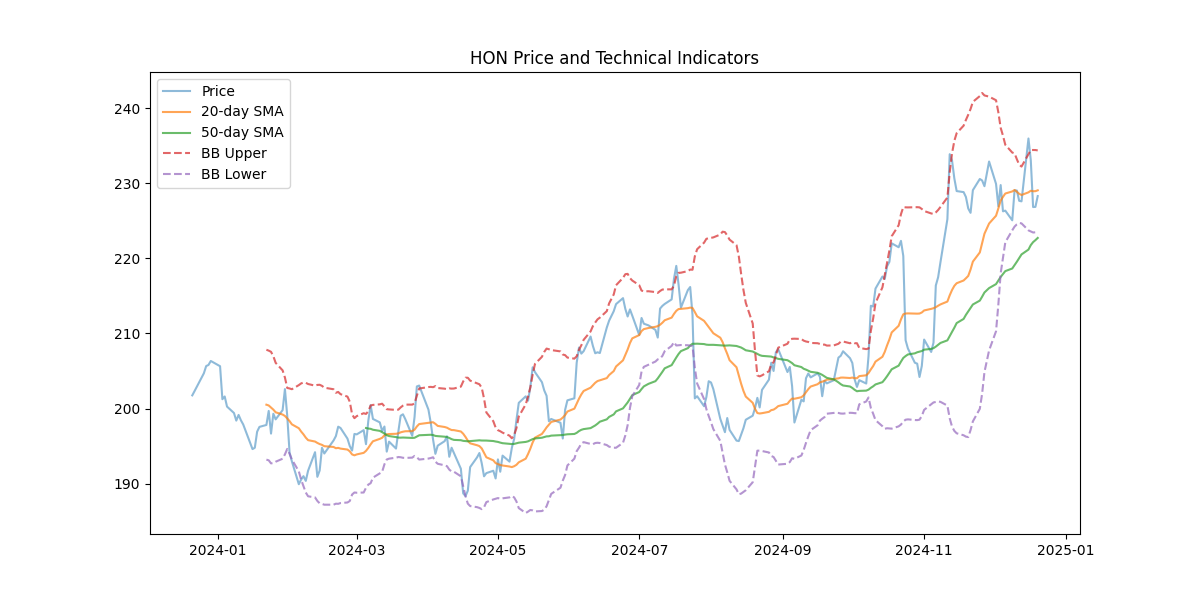 HON Price and Technical Indicators
Price
20-day SMA
50-day SMA
BB Upper
BB Lower
240
230
220
210
200
190
2024-01 2024-03 2024-05 2024-07 2024-09 2024-11 2025-01